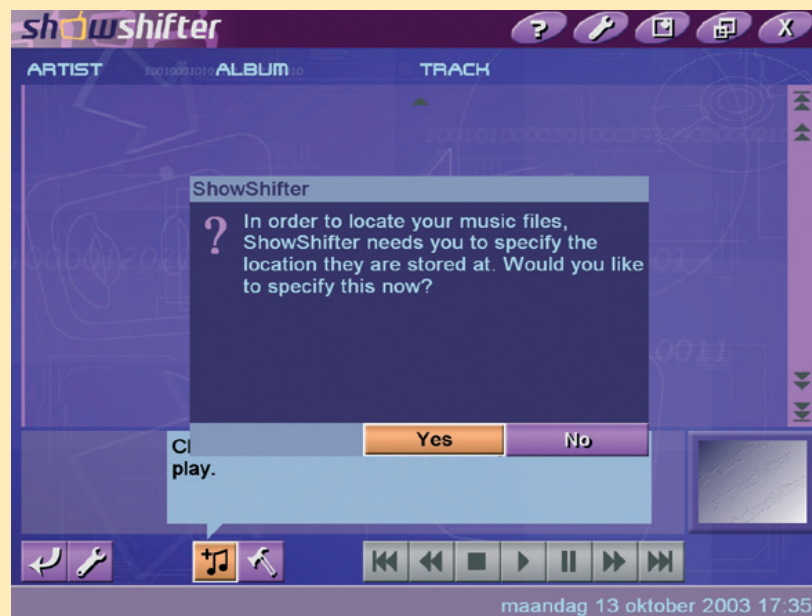 showshifter
? X
ARTIST ALBUM TRACK
ShowShifter
? In order to locate your music files,
ShowShifter needs you to specify the
location they are stored at. Would you like
to specify this now?
Yes No
play.
maandag 13 oktober 2003 17:35